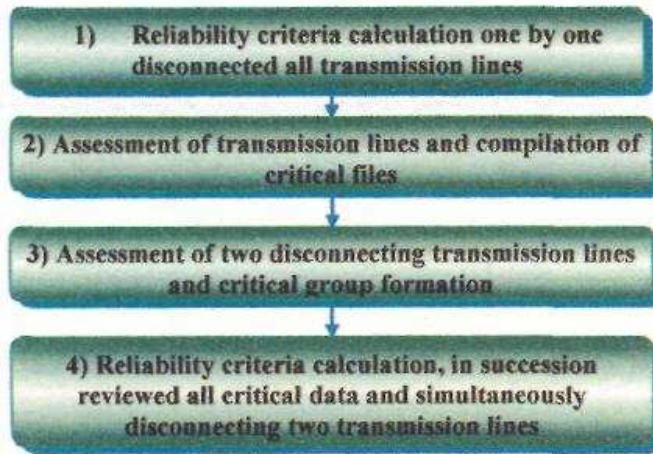 1) Reliability criteria calculation one by one
disconnected all transmission lines
2) Assessment of transmission lines and compilation of
critical files
3) Assessment of two disconnecting transmission lines
and critical group formation
4) Reliability criteria calculation, in succession
reviewed all critical data and simultaneously
disconnecting two transmission lines